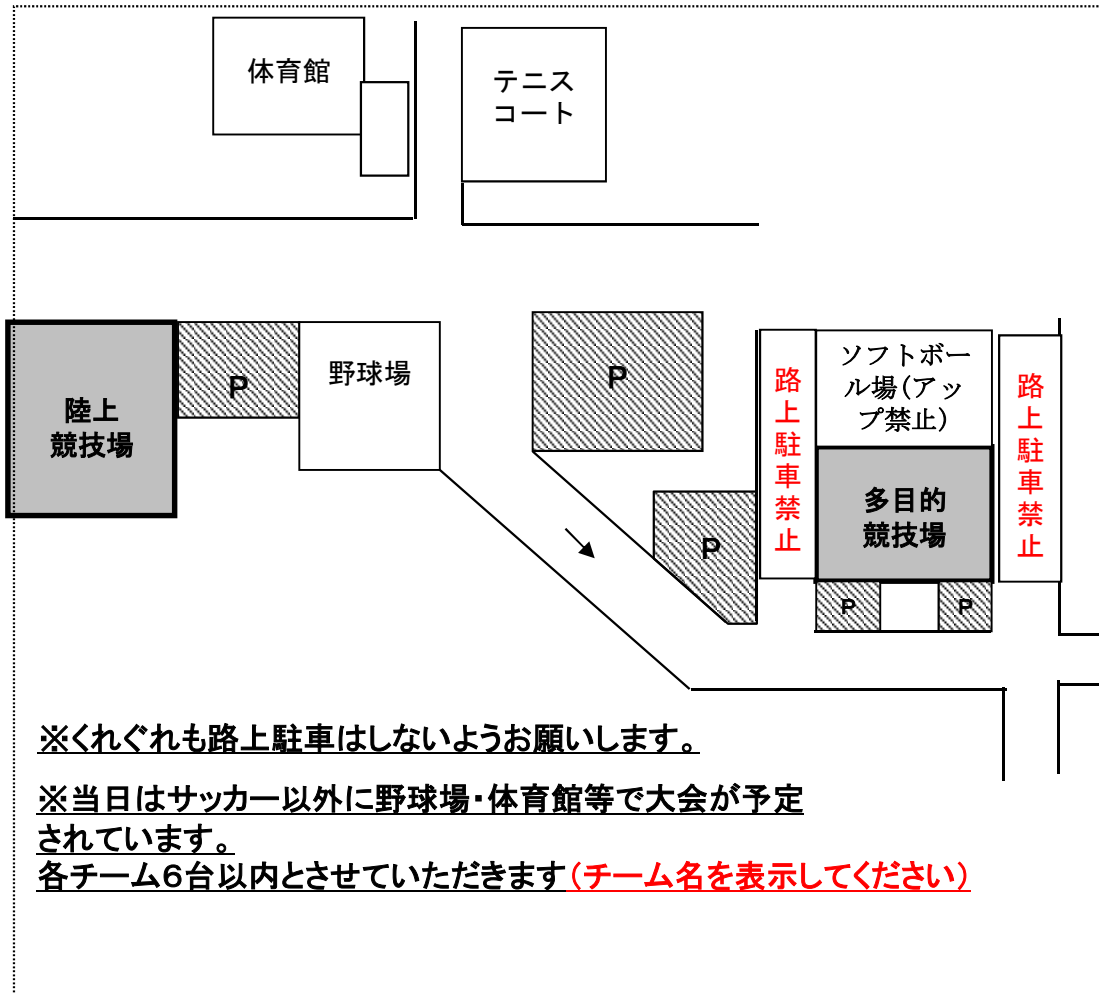 体育館
テニス
コート
陸上
競技場
P
野球場
P
P
路上駐車禁止
ソフトボー
ル場(アッ
プ禁止)
多目的
競技場
路上駐車禁止
P
P
※くれぐれも路上駐車はしないようお願いします。
※当日はサッカー以外に野球場・体育館等で大会が予定
されています。
各チーム６台以内とさせていただきます(チーム名を表示してください)